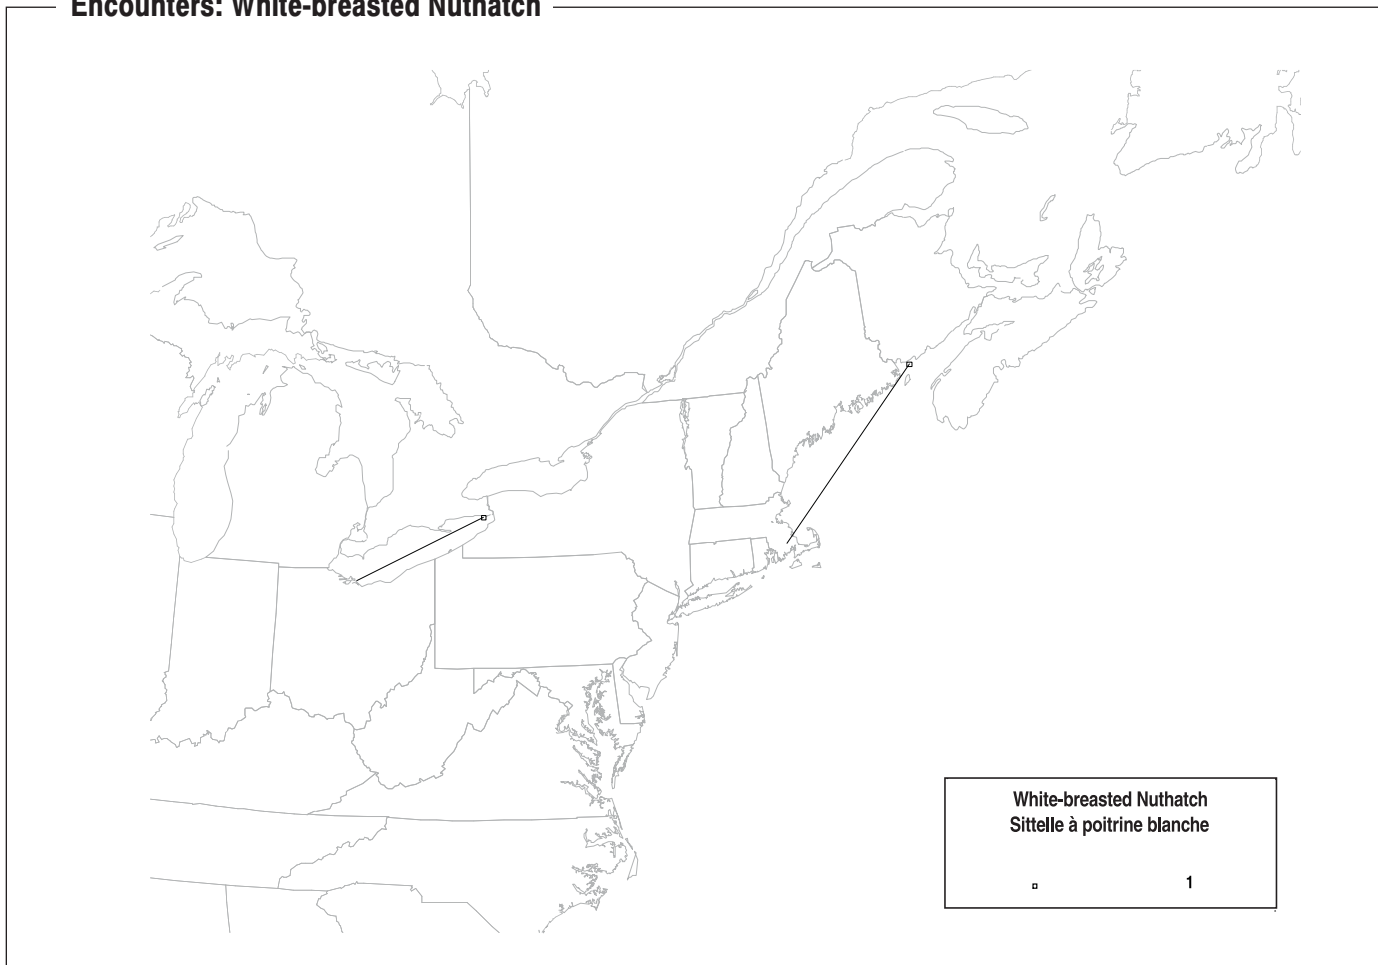 Encounters: White-breasted Nuthatch
White-breasted Nuthatch
Sittelle à poitrine blanche
1